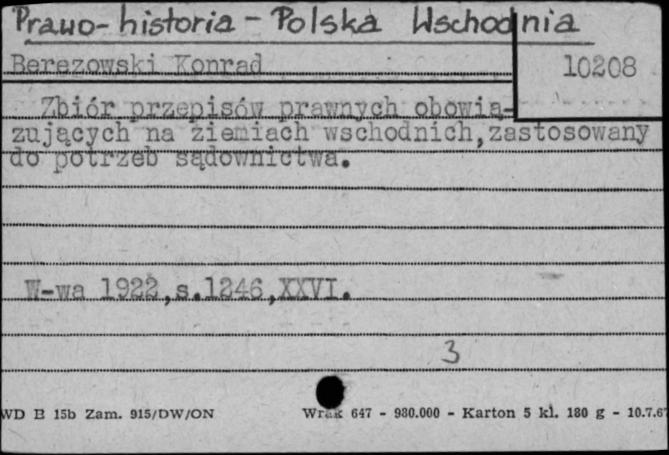 Prawo-historia - Polska Wschodnia
Berezowski Konrad
10208
Zbiór przepisów prawnych obowią-
zujących na ziemiach wschodnich, zastosowany
do potrzeb sądownictwa.
W-wa 1922, s.1246, XXVI.
3
WD B 15b Zam. 915/DW/ON
Wrak 647 - 980.000 - Karton 5 kl. 180 g - 10.7.67